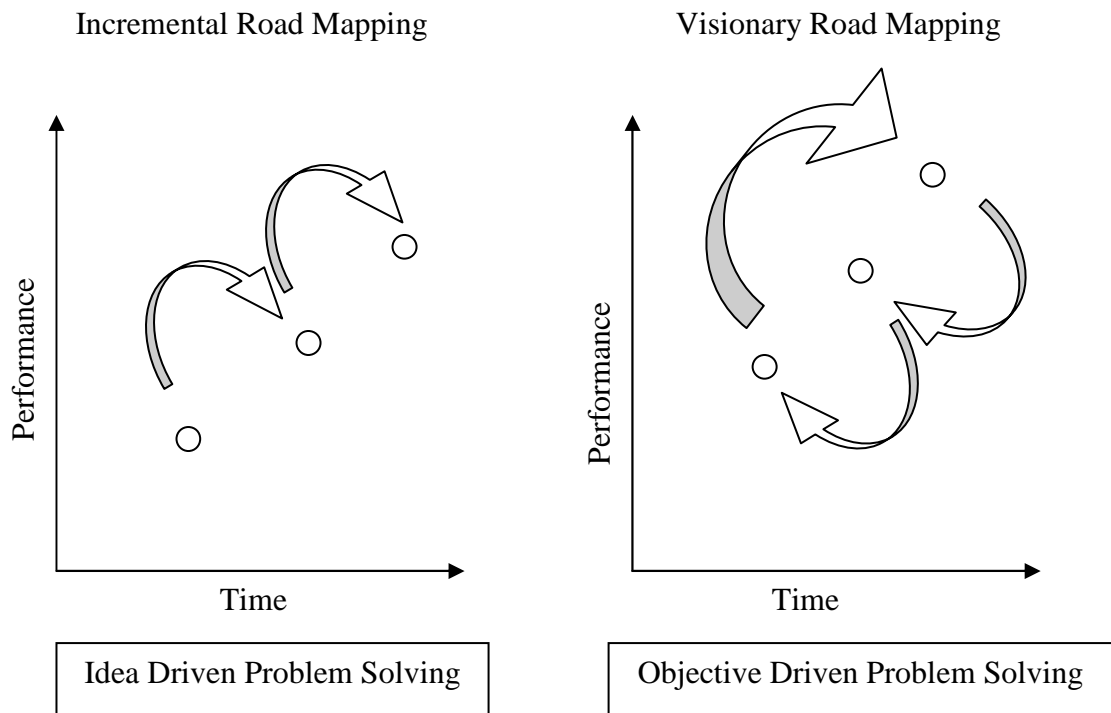 Incremental Road Mapping
Visionary Road Mapping
Performance
Time
Performance
Time
Idea Driven Problem Solving
Objective Driven Problem Solving